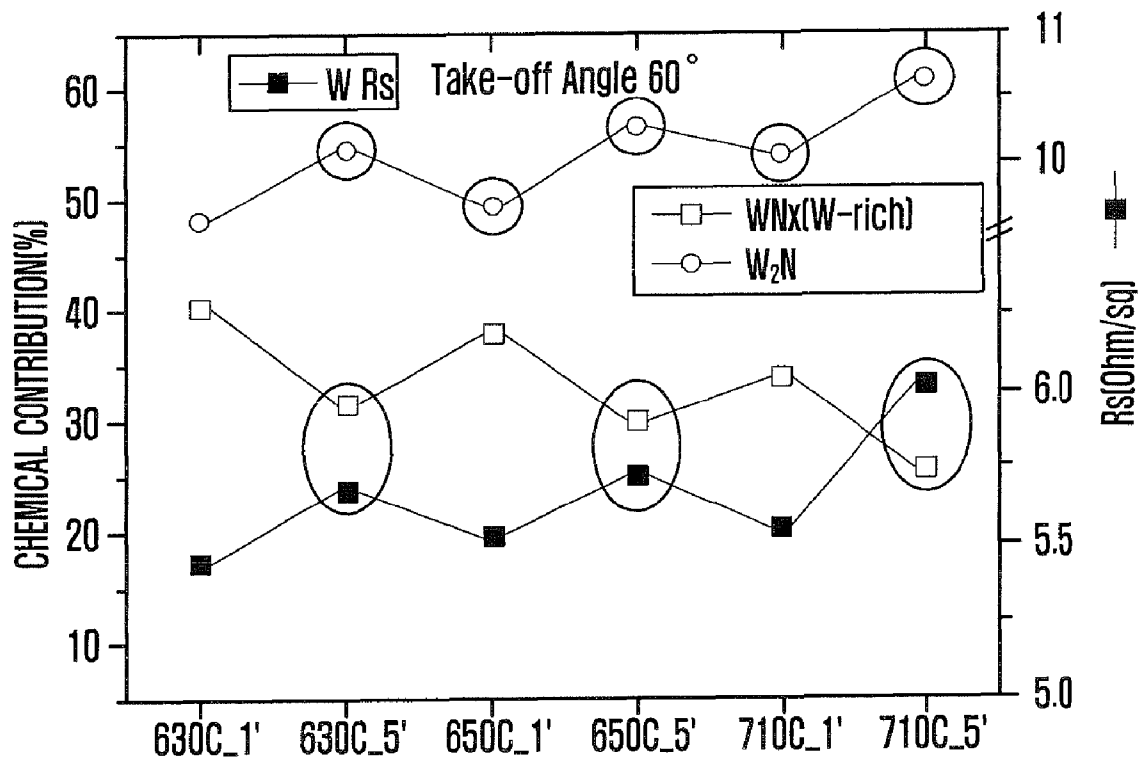 W Rs Take-off Angle 60°
WNx(W-rich)
W₂N
CHEMICAL CONTRIBUTION(%)
60
50
40
30
20
10
11
10
6.0
5.5
5.0
Rs(Ohm/sq)
630C_1' 630C_5' 650C_1' 650C_5' 710C_1' 710C_5'